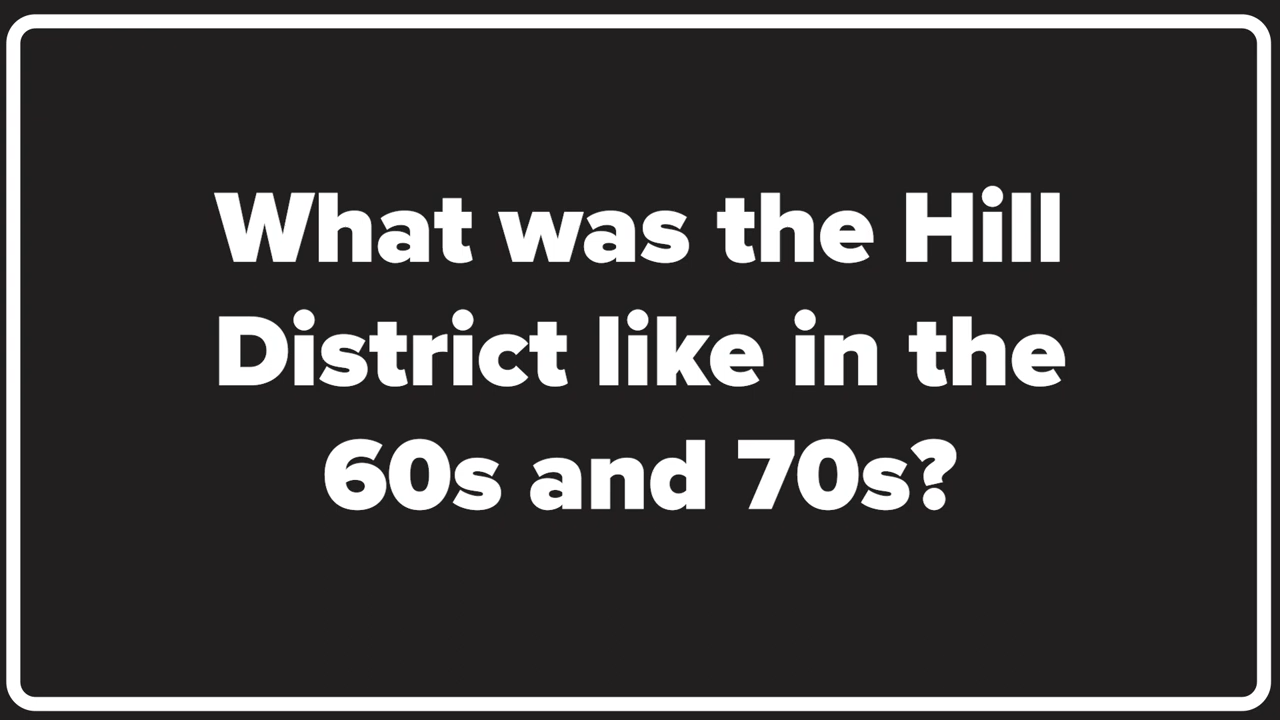 What was the Hill
District like in the
60s and 70s?